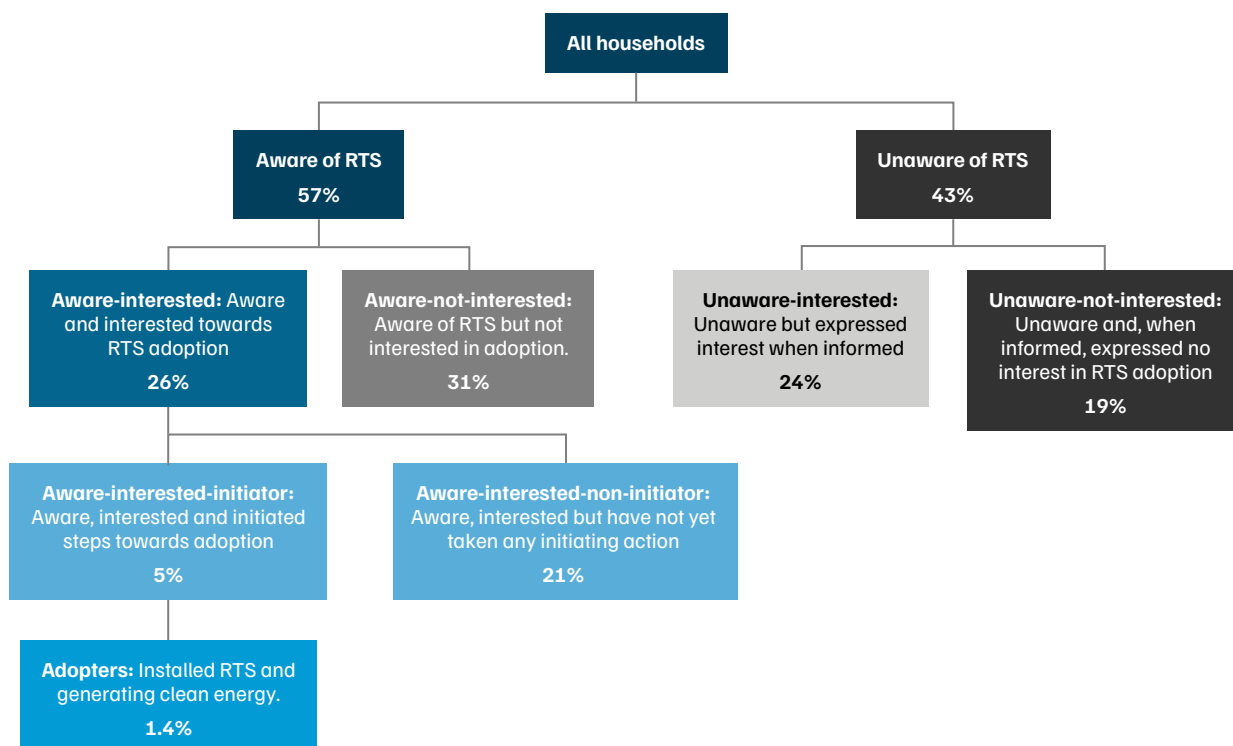 All households
Aware of RTS
57%
Unaware of RTS
43%
Aware-interested: Aware
and interested towards
RTS adoption
26%
Aware-not-interested:
Aware of RTS but not
interested in adoption.
31%
Unaware-interested:
Unaware but expressed
interest when informed
24%
Unaware-not-interested:
Unaware and, when
informed, expressed no
interest in RTS adoption
19%
Aware-interested-initiator:
Aware, interested and initiated
steps towards adoption
5%
Aware-interested-non-initiator:
Aware, interested but have not yet
taken any initiating action
21%
Adopters: Installed RTS and
generating clean energy.
1.4%